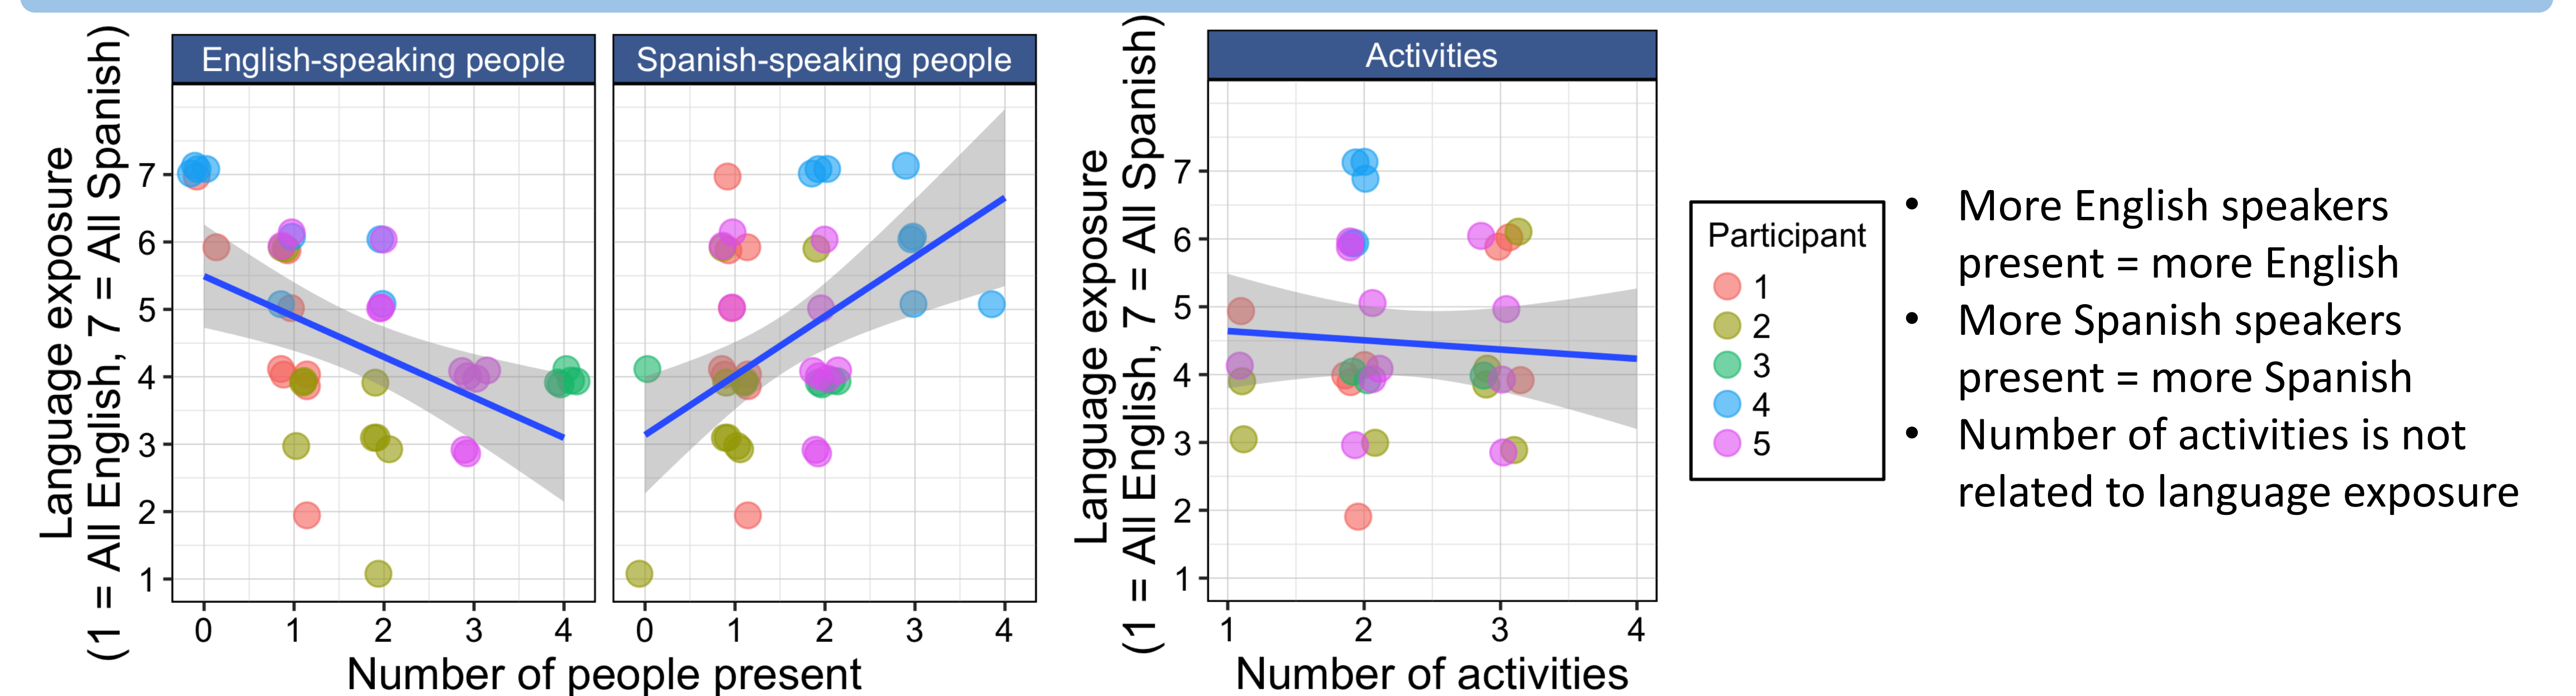 English-speaking people
Spanish-speaking people
Language exposure
(1 = All English, 7 = All Spanish)
7
6
5
4
3
2
1
0 1 2 3 4
0 1 2 3 4
Number of people present
Activities
Language exposure
(1 = All English, 7 = All Spanish)
7
6
5
4
3
2
1
1 2 3 4
Number of activities
Participant
1
2
3
4
5
• More English speakers
present = more English
• More Spanish speakers
present = more Spanish
• Number of activities is not
related to language exposure